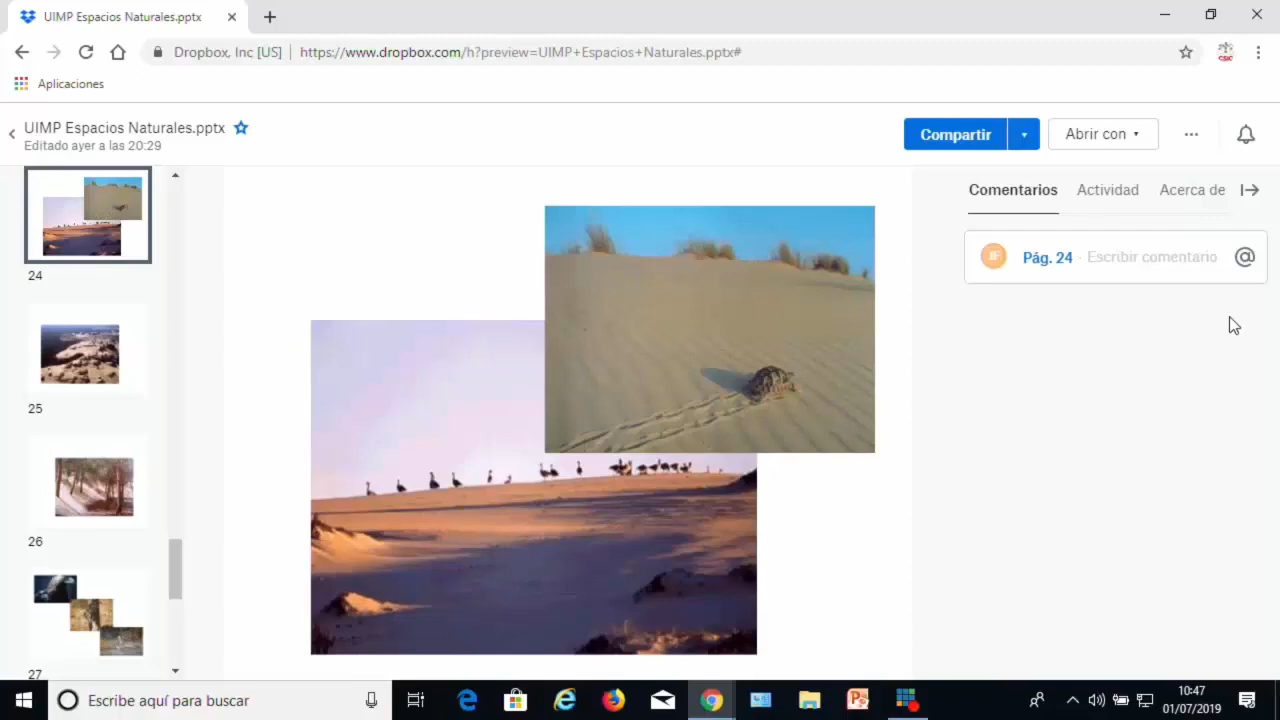 UIMP Espacios Naturales.pptx
Dropbox, Inc [US] | https://www.dropbox.com/h?preview=UIMP+Espacios+Naturales.pptx#
CSIC
Aplicaciones
UIMP Espacios Naturales.pptx
Editado ayer a las 20:29
Compartir
Abrir con
Comentarios Actividad Acerca de
JF Pág. 24 · Escribir comentario @
24
25
26
27
Escribe aquí para buscar
10:47
01/07/2019